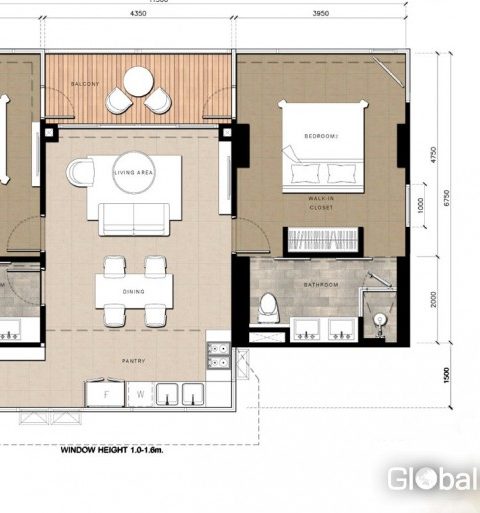 4350
3950
BALCONY
BEDROOM2
LIVING AREA
WALK-IN
CLOSET
4750
6750
1000
BATHROOM
M
DINING
2000
PANTRY
1500
F
W
WINDOW HEIGHT 1.0-1.6m.
Global